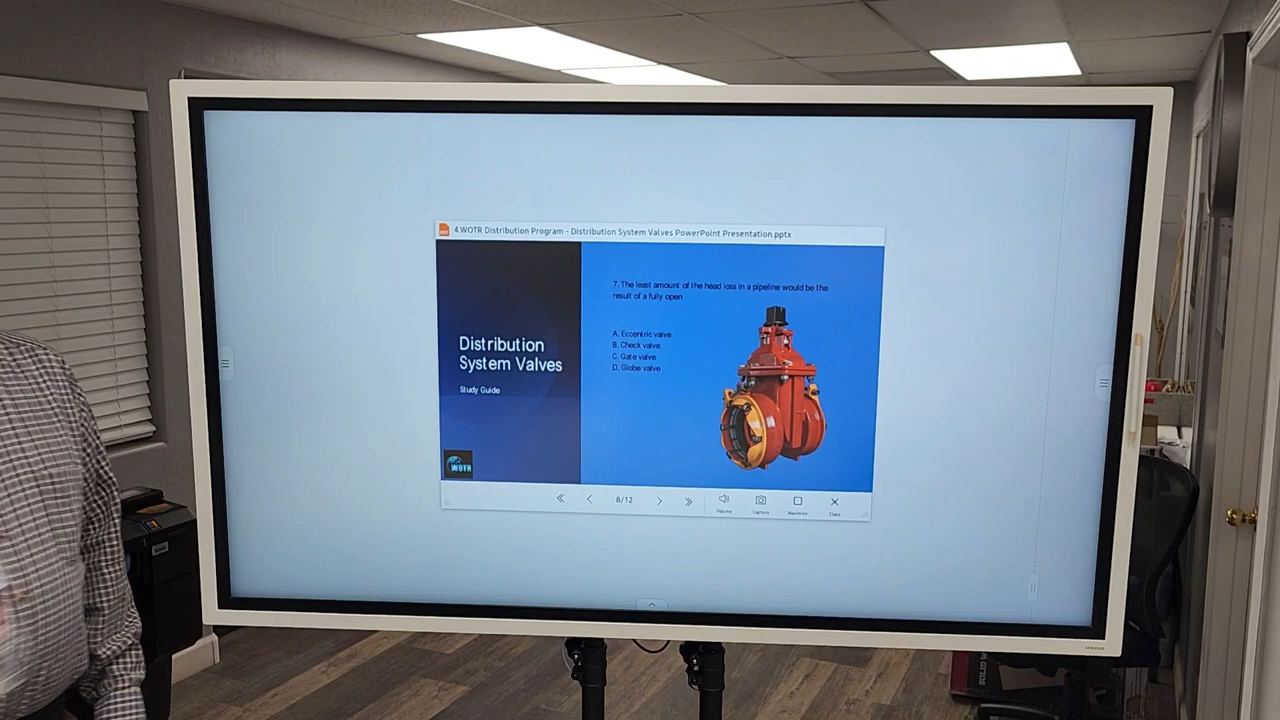 4.WOTR Distribution Program - Distribution System Valves PowerPoint Presentation.pptx
7. The least amount of the head loss in a pipeline would be the
result of a fully open
A. Eccentric valve
B. Check valve
C. Gate valve
D. Globe valve
Distribution
System Valves
Study Guide
WOTR
8/12
Volume
Capture
Maximize
Close
SAMSUNG
SOLID